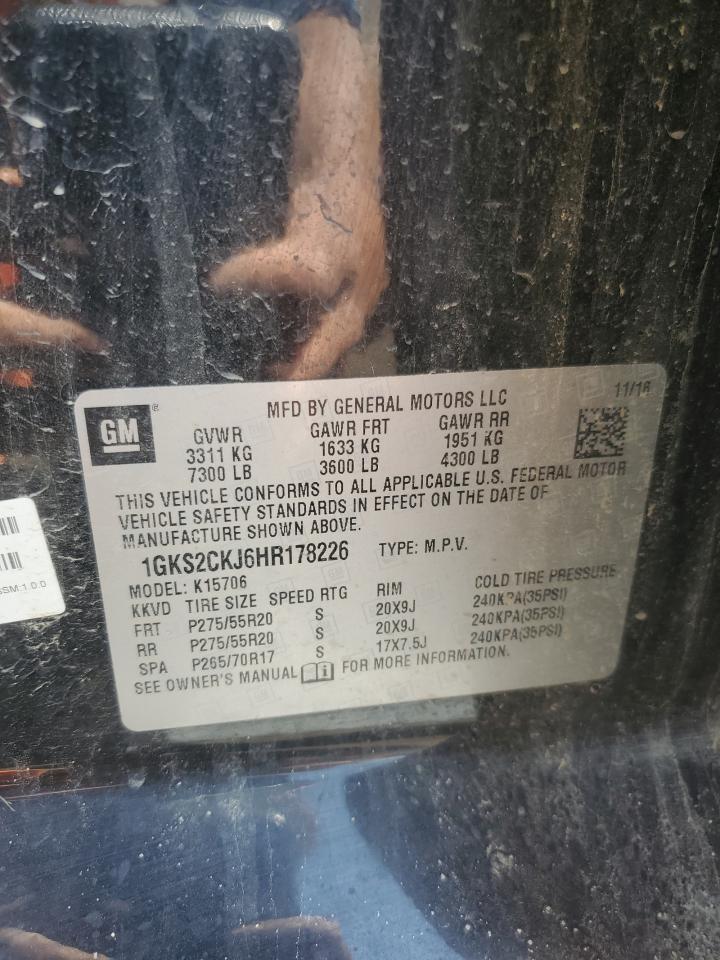 MFD BY GENERAL MOTORS LLC 11/16
GM ®
GVWR GAWR FRT GAWR RR
3311 KG 1633 KG 1951 KG
7300 LB 3600 LB 4300 LB
THIS VEHICLE CONFORMS TO ALL APPLICABLE U.S. FEDERAL MOTOR
VEHICLE SAFETY STANDARDS IN EFFECT ON THE DATE OF
MANUFACTURE SHOWN ABOVE.
1GKS2CKJ6HR178226 TYPE: M.P.V.
MODEL: K15706
KKVD TIRE SIZE SPEED RTG RIM COLD TIRE PRESSURE
FRT P275/55R20 S 20X9J 240KPA(35PSI)
RR P275/55R20 S 20X9J 240KPA(35PSI)
SPA P265/70R17 S 17X7.5J 240KPA(35PSI)
SEE OWNER'S MANUAL FOR MORE INFORMATION.
SSM:1.0.0